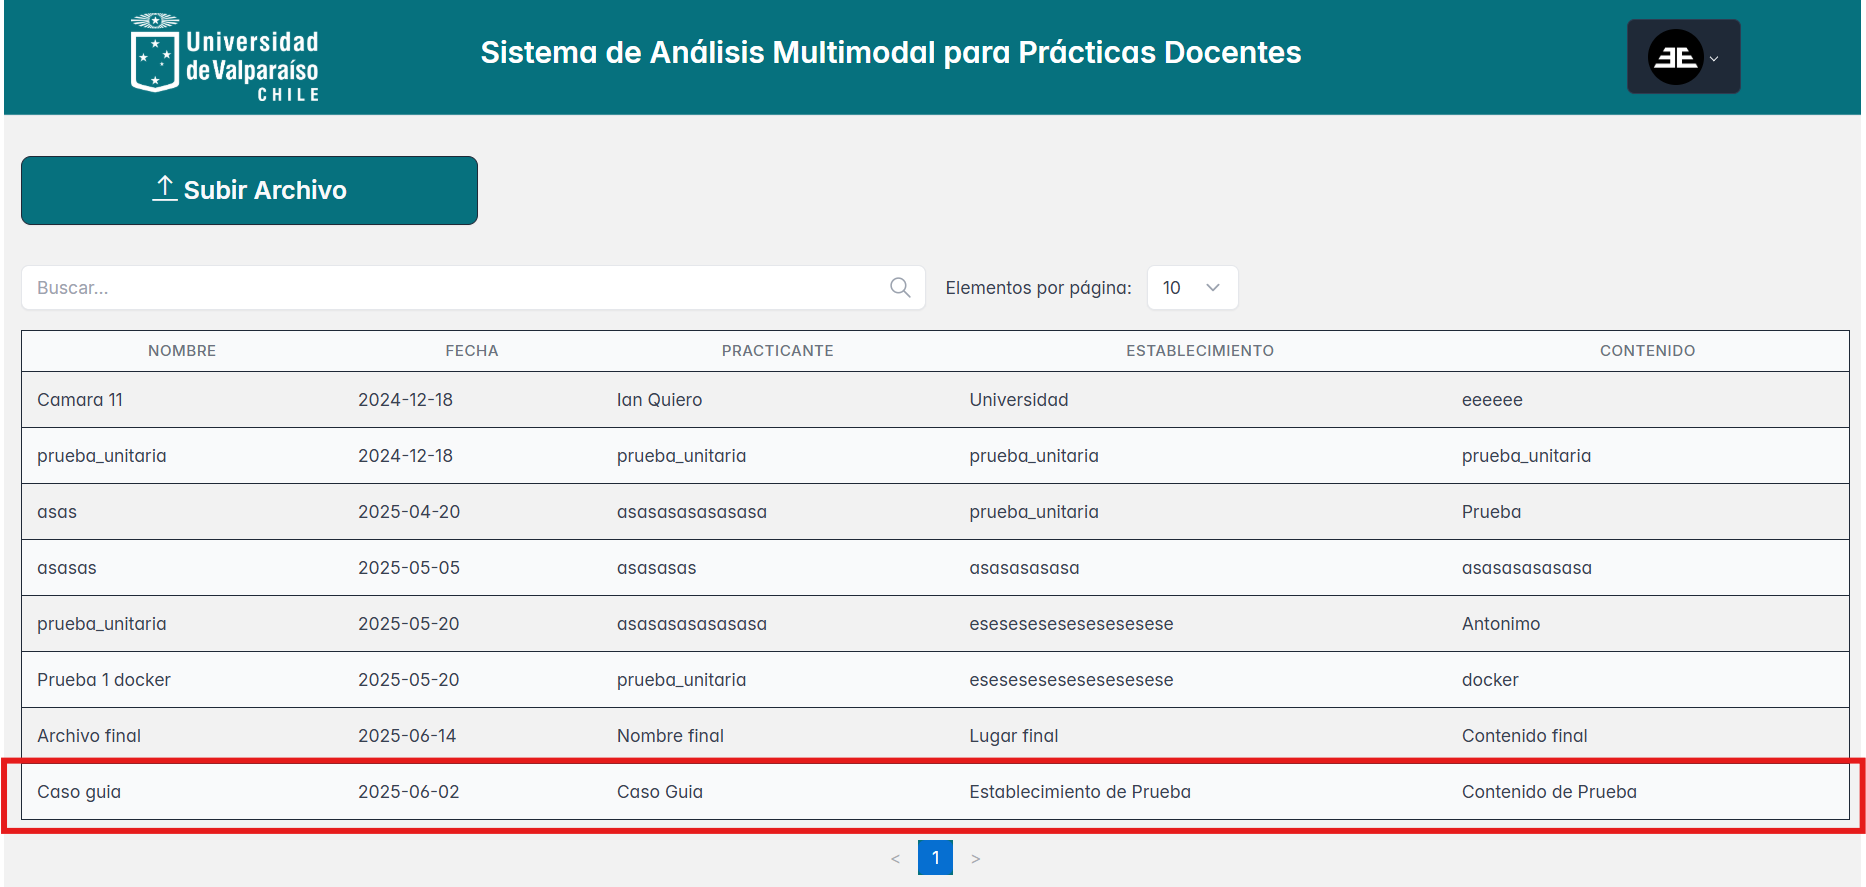 Universidad
de Valparaíso
CHILE
Sistema de Análisis Multimodal para Prácticas Docentes
Subir Archivo
Buscar...
Elementos por página: 10
NOMBRE FECHA PRACTICANTE ESTABLECIMIENTO CONTENIDO
Camara 11 2024-12-18 Ian Quiero Universidad eeeeee
prueba_unitaria 2024-12-18 prueba_unitaria prueba_unitaria prueba_unitaria
asas 2025-04-20 asasasasasasasa prueba_unitaria Prueba
asasas 2025-05-05 asasasas asasasasasa asasasasasasa
prueba_unitaria 2025-05-20 asasasasasasasa esesesesesesesesesese Antonimo
Prueba 1 docker 2025-05-20 prueba_unitaria esesesesesesesesesese docker
Archivo final 2025-06-14 Nombre final Lugar final Contenido final
Caso guia 2025-06-02 Caso Guia Establecimiento de Prueba Contenido de Prueba
< 1 >